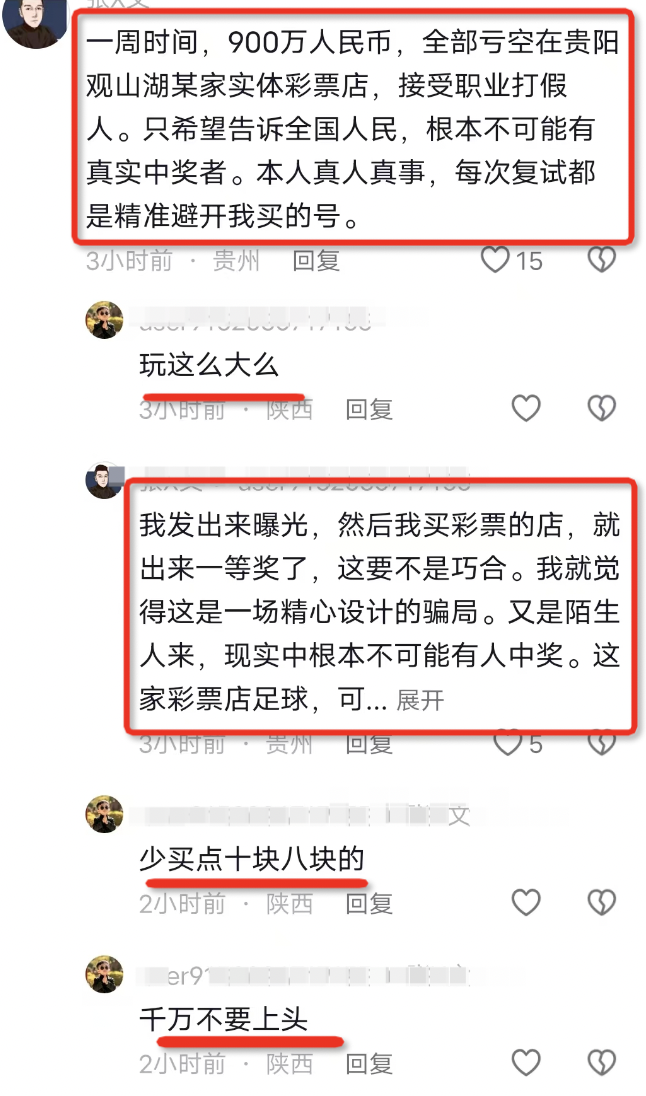 一周时间，900万人民币，全部亏空在贵阳
观山湖某家实体彩票店，接受职业打假
人。只希望告诉全国人民，根本不可能有
真实中奖者。本人真人真事，每次复试都
是精准避开我买的号。
3小时前 · 贵州 回复 15
玩这么大么
3小时前 · 陕西 回复
我发出来曝光，然后我买彩票的店，就
出来一等奖了，这要不是巧合。我就觉
得这是一场精心设计的骗局。又是陌生
人来，现实中根本不可能有人中奖。这
家彩票店足球，可... 展开
3小时前 · 贵州 回复 5
文
少买点十块八块的
2小时前 · 陕西 回复
千万不要上头
2小时前 · 陕西 回复